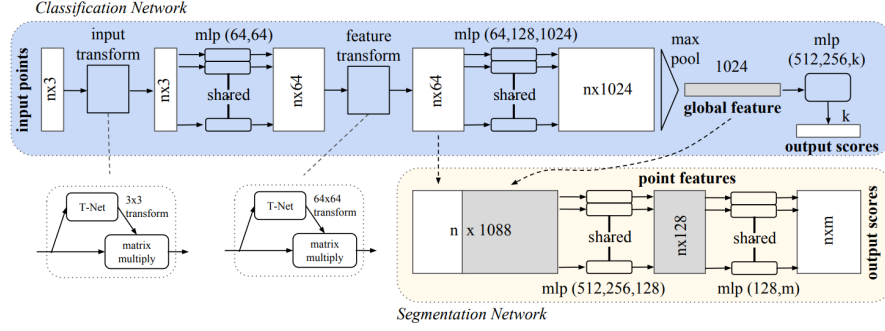 Classification Network
input points
nx3
input
transform
nx3
mlp (64,64)
shared
nx64
feature
transform
nx64
mlp (64,128,1024)
shared
nx1024
max
pool
1024
global feature
mlp
(512,256,k)
k
output scores
T-Net
3x3
transform
matrix
multiply
T-Net
64x64
transform
matrix
multiply
point features
n x 1088
shared
mlp (512,256,128)
nx128
shared
mlp (128,m)
nxm
output scores
Segmentation Network